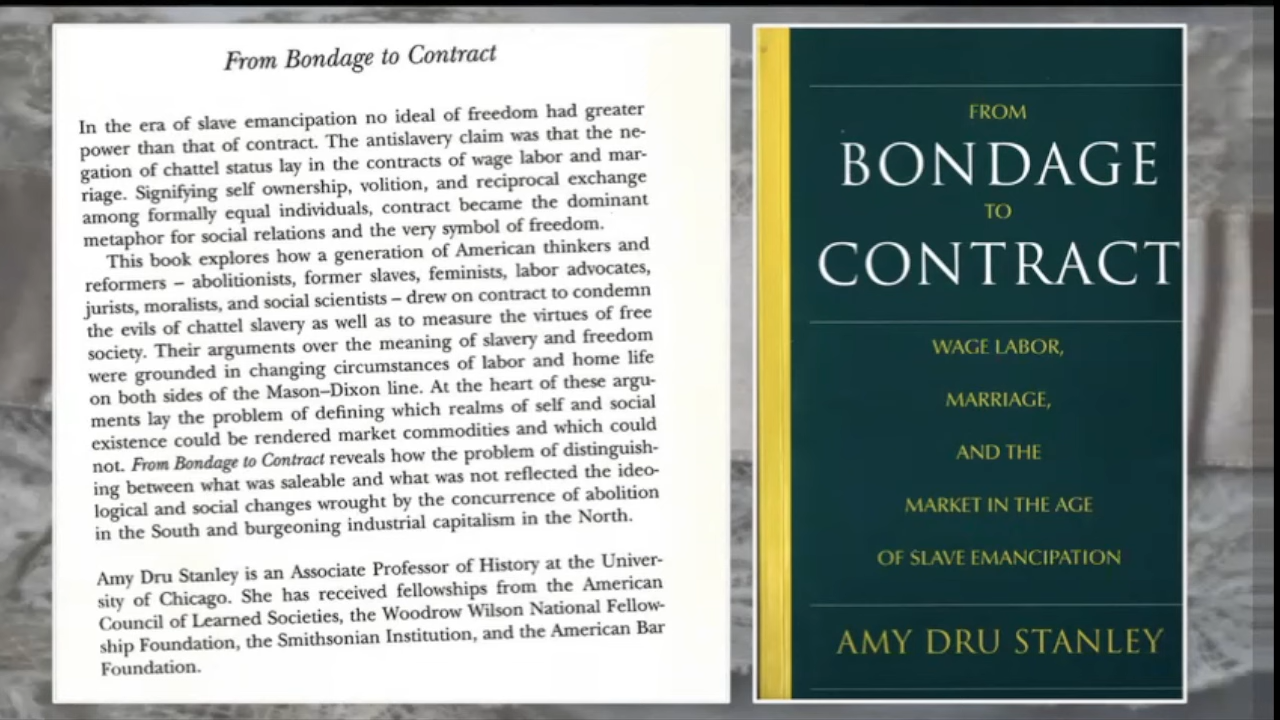 From Bondage to Contract
In the era of slave emancipation no ideal of freedom had greater
power than that of contract. The antislavery claim was that the ne-
gation of chattel status lay in the contracts of wage labor and mar-
riage. Signifying self ownership, volition, and reciprocal exchange
among formally equal individuals, contract became the dominant
metaphor for social relations and the very symbol of freedom.
This book explores how a generation of American thinkers and
reformers – abolitionists, former slaves, feminists, labor advocates,
jurists, moralists, and social scientists – drew on contract to condemn
the evils of chattel slavery as well as to measure the virtues of free
society. Their arguments over the meaning of slavery and freedom
were grounded in changing circumstances of labor and home life
on both sides of the Mason–Dixon line. At the heart of these argu-
ments lay the problem of defining which realms of self and social
existence could be rendered market commodities and which could
not. From Bondage to Contract reveals how the problem of distinguish-
ing between what was saleable and what was not reflected the ideo-
logical and social changes wrought by the concurrence of abolition
in the South and burgeoning industrial capitalism in the North.
Amy Dru Stanley is an Associate Professor of History at the Univer-
sity of Chicago. She has received fellowships from the American
Council of Learned Societies, the Woodrow Wilson National Fellow-
ship Foundation, the Smithsonian Institution, and the American Bar
Foundation.
FROM
BONDAGE
TO
CONTRACT
WAGE LABOR,
MARRIAGE,
AND THE
MARKET IN THE AGE
OF SLAVE EMANCIPATION
AMY DRU STANLEY